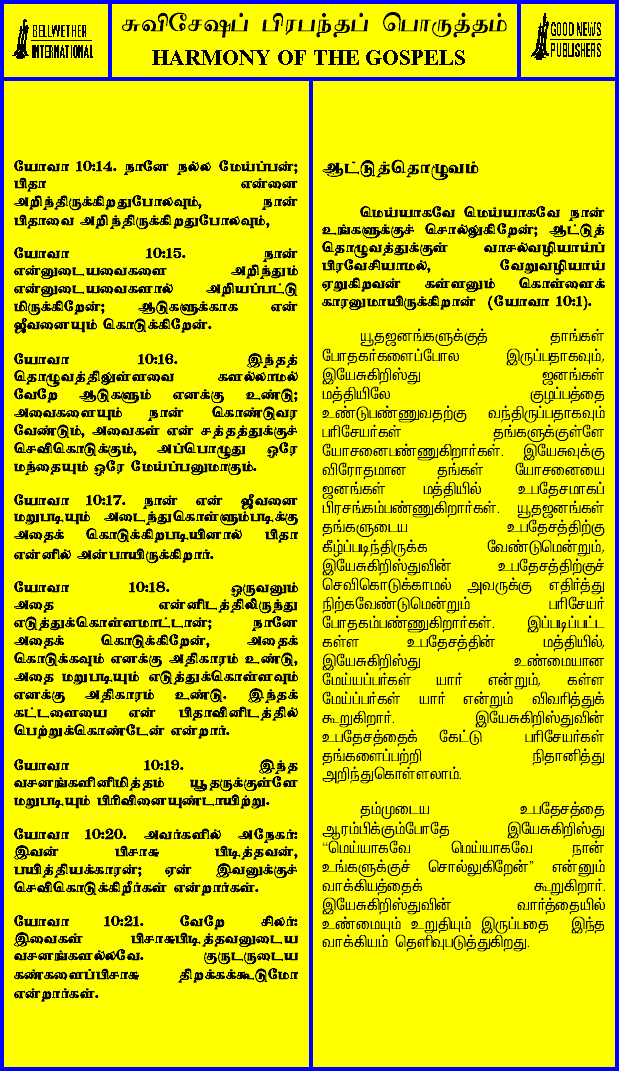 BELLWETHER
INTERNATIONAL
சுவிசேஷப் பிரபந்தப் பொருத்தம்
HARMONY OF THE GOSPELS
GOOD NEWS
PUBLISHERS
யோவா 10:14. நானே நல்ல மேய்ப்பன்;
பிதா என்னை
அறிந்திருக்கிறதுபோலவும், நான்
பிதாவை அறிந்திருக்கிறதுபோலவும்,
யோவா 10:15. நான்
என்னுடையவைகளை அறிந்தும்
என்னுடையவைகளால் அறியப்பட்டு
மிருக்கிறேன்; ஆடுகளுக்காக என்
ஜீவனையும் கொடுக்கிறேன்.
யோவா 10:16. இந்தத்
தொழுவத்திலுள்ளவை களல்லாமல்
வேறே ஆடுகளும் எனக்கு உண்டு;
அவைகளையும் நான் கொண்டுவர
வேண்டும், அவைகள் என் சத்தத்துக்குச்
செவிகொடுக்கும், அப்பொழுது ஒரே
மந்தையும் ஒரே மேய்ப்பனுமாகும்.
யோவா 10:17. நான் என் ஜீவனை
மறுபடியும் அடைந்துகொள்ளும்படிக்கு
அதைக் கொடுக்கிறபடியினால் பிதா
என்னில் அன்பாயிருக்கிறார்.
யோவா 10:18. ஒருவனும்
அதை என்னிடத்திலிருந்து
எடுத்துக்கொள்ளமாட்டான்; நானே
அதைக் கொடுக்கிறேன், அதைக்
கொடுக்கவும் எனக்கு அதிகாரம் உண்டு,
அதை மறுபடியும் எடுத்துக்கொள்ளவும்
எனக்கு அதிகாரம் உண்டு. இந்தக்
கட்டளையை என் பிதாவினிடத்தில்
பெற்றுக்கொண்டேன் என்றார்.
யோவா 10:19. இந்த
வசனங்களினிமித்தம் யூதருக்குள்ளே
மறுபடியும் பிரிவினையுண்டாயிற்று.
யோவா 10:20. அவர்களில் அநேகர்:
இவன் பிசாசு பிடித்தவன்,
பயித்தியக்காரன்; ஏன் இவனுக்குச்
செவிகொடுக்கிறீர்கள் என்றார்கள்.
யோவா 10:21. வேறே சிலர்:
இவைகள் பிசாசுபிடித்தவனுடைய
வசனங்களல்லவே. குருடருடைய
கண்களைப்பிசாசு திறக்கக்கூடுமோ
என்றார்கள்.
ஆட்டுத்தொழுவம்
மெய்யாகவே மெய்யாகவே நான்
உங்களுக்குச் சொல்லுகிறேன்; ஆட்டுத்
தொழுவத்துக்குள் வாசல்வழியாய்ப்
பிரவேசியாமல், வேறுவழியாய்
ஏறுகிறவன் கள்ளனும் கொள்ளைக்
காரனுமாயிருக்கிறான் (யோவா 10:1).
யூதஜனங்களுக்குத் தாங்கள்
போதகர்களைப்போல இருப்பதாகவும்,
இயேசுகிறிஸ்து ஜனங்கள்
மத்தியிலே குழப்பத்தை
உண்டுபண்ணுவதற்கு வந்திருப்பதாகவும்
பரிசேயர்கள் தங்களுக்குள்ளே
யோசனைபண்ணுகிறார்கள். இயேசுவுக்கு
விரோதமான தங்கள் யோசனையை
ஜனங்கள் மத்தியில் உபதேசமாகப்
பிரசங்கம்பண்ணுகிறார்கள். யூதஜனங்கள்
தங்களுடைய உபதேசத்திற்கு
கீழ்ப்படிந்திருக்க வேண்டுமென்றும்,
இயேசுகிறிஸ்துவின் உபதேசத்திற்குச்
செவிகொடுக்காமல் அவருக்கு எதிர்த்து
நிற்கவேண்டுமென்றும் பரிசேயர்
போதகம்பண்ணுகிறார்கள். இப்படிப்பட்ட
கள்ள உபதேசத்தின் மத்தியில்,
இயேசுகிறிஸ்து உண்மையான
மேய்யப்பர்கள் யார் என்றும், கள்ள
மேய்ப்பர்கள் யார் என்றும் விவரித்துக்
கூறுகிறார். இயேசுகிறிஸ்துவின்
உபதேசத்தைக் கேட்டு பரிசேயர்கள்
தங்களைப்பற்றி நிதானித்து
அறிந்துகொள்ளலாம்.
தம்முடைய உபதேசத்தை
ஆரம்பிக்கும்போதே இயேசுகிறிஸ்து
“மெய்யாகவே மெய்யாகவே நான்
உங்களுக்குச் சொல்லுகிறேன்” என்னும்
வாக்கியத்தைக் கூறுகிறார்.
இயேசுகிறிஸ்துவின் வார்த்தையில்
உண்மையும் உறுதியும் இருப்பதை இந்த
வாக்கியம் தெளிவுபடுத்துகிறது.